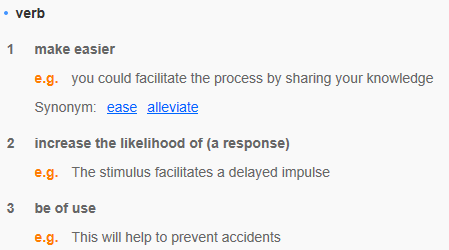 • verb
1 make easier
e.g. you could facilitate the process by sharing your knowledge
Synonym: ease alleviate
2 increase the likelihood of (a response)
e.g. The stimulus facilitates a delayed impulse
3 be of use
e.g. This will help to prevent accidents